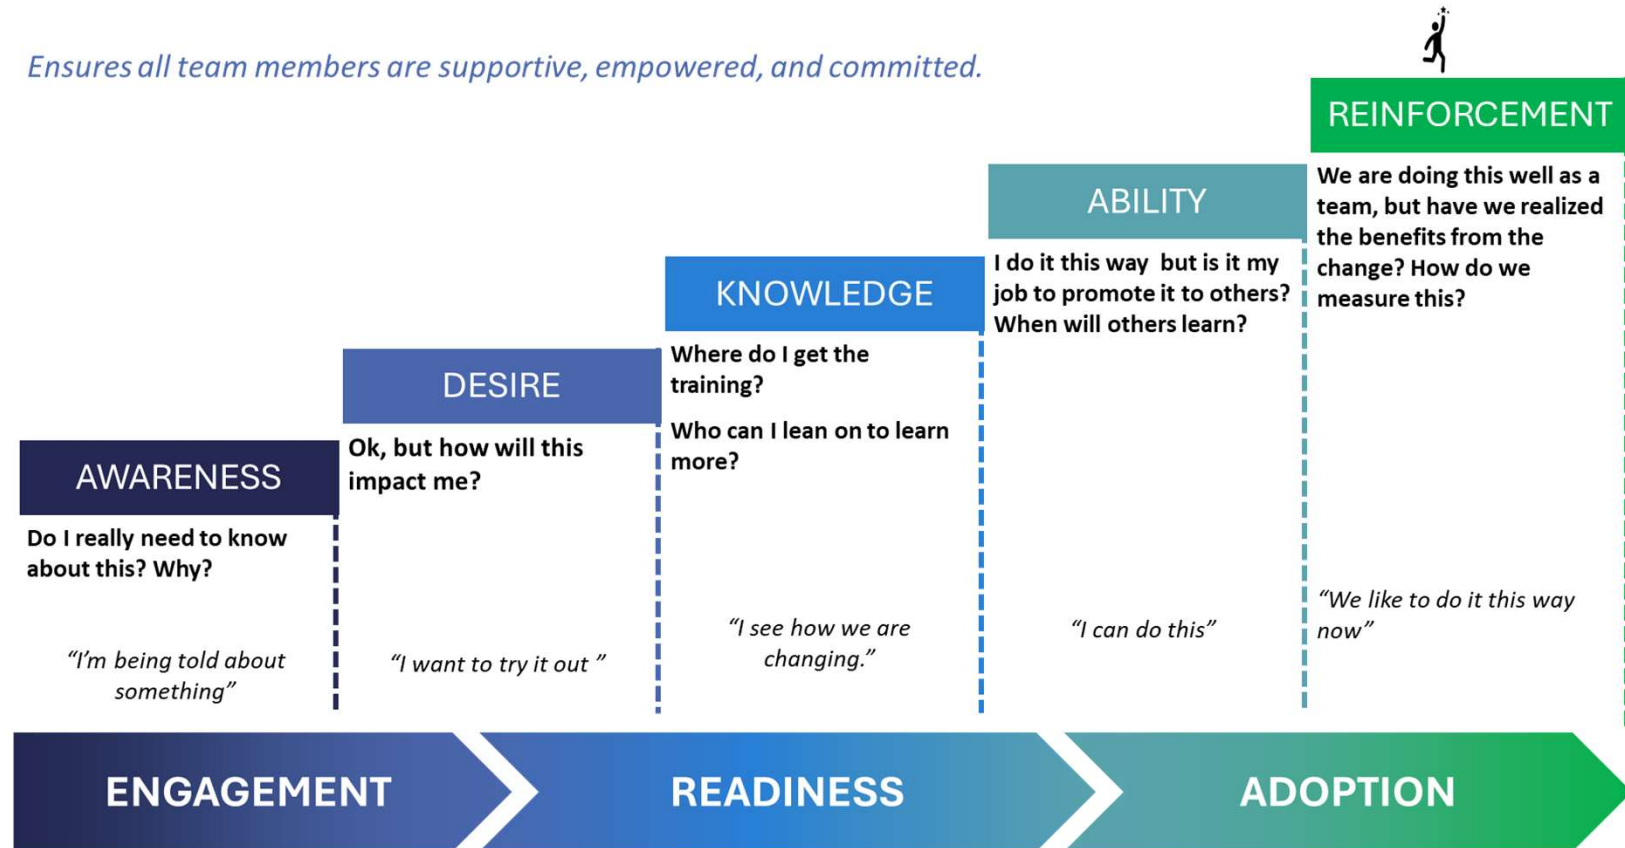 Ensures all team members are supportive, empowered, and committed.
AWARENESS
Do I really need to know
about this? Why?
“I’m being told about
something”
DESIRE
Ok, but how will this
impact me?
“I want to try it out ”
KNOWLEDGE
Where do I get the
training?
Who can I lean on to learn
more?
“I see how we are
changing.”
ABILITY
I do it this way  but is it my
job to promote it to others?
When will others learn?
“I can do this”
REINFORCEMENT
We are doing this well as a
team, but have we realized
the benefits from the
change? How do we
measure this?
“We like to do it this way
now”
ENGAGEMENT
READINESS
ADOPTION